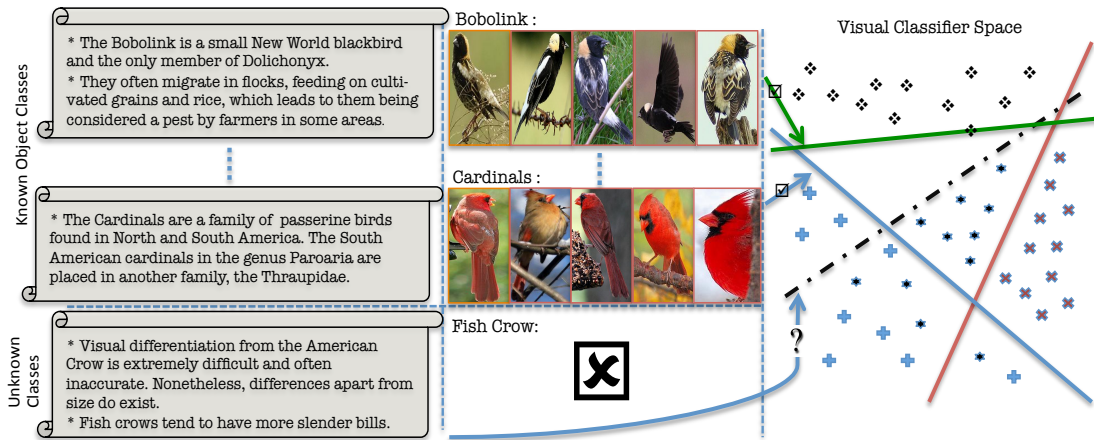 Known Object Classes
* The Bobolink is a small New World blackbird
and the only member of Dolichonyx.
* They often migrate in flocks, feeding on culti-
vated grains and rice, which leads to them being
considered a pest by farmers in some areas.
Bobolink :
* The Cardinals are a family of passerine birds
found in North and South America. The South
American cardinals in the genus Paroaria are
placed in another family, the Thraupidae.
Cardinals :
Unknown
Classes
* Visual differentiation from the American
Crow is extremely difficult and often
inaccurate. Nonetheless, differences apart from
size do exist.
* Fish crows tend to have more slender bills.
Fish Crow:
Visual Classifier Space
?